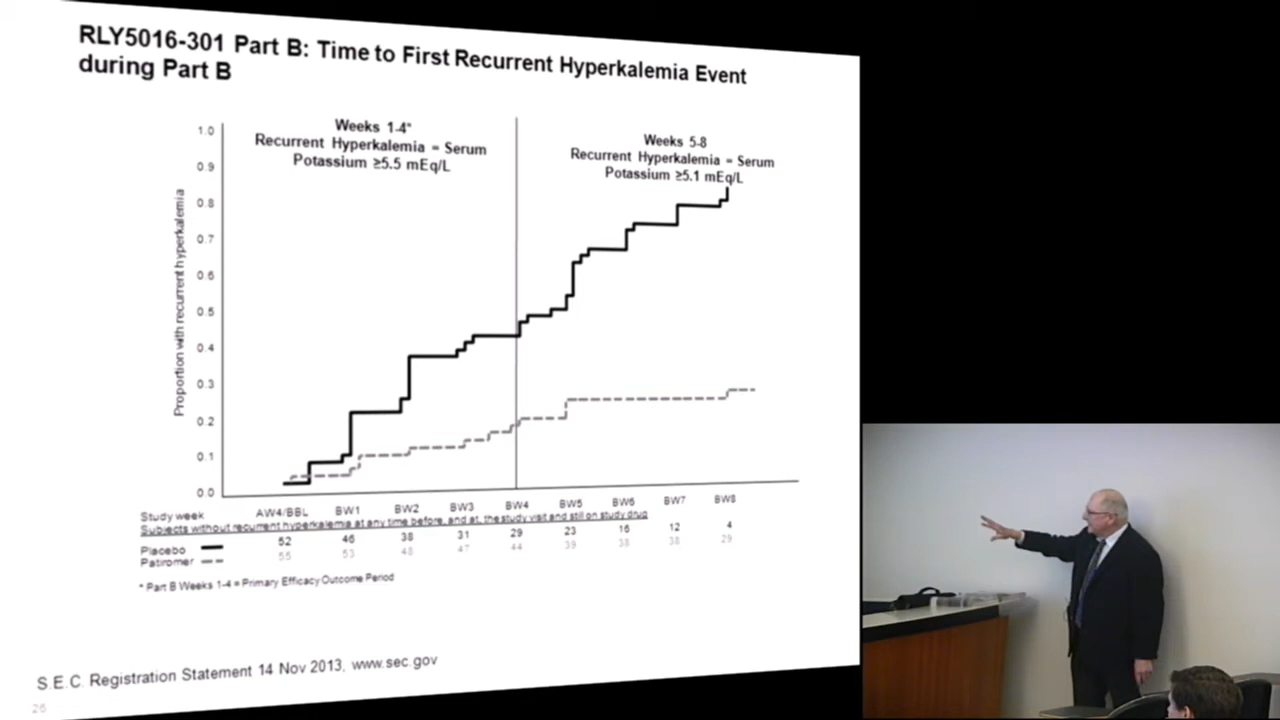 RLY5016-301 Part B: Time to First Recurrent Hyperkalemia Event
during Part B
Weeks 1-4*
Recurrent Hyperkalemia = Serum
Potassium ≥5.5 mEq/L
Weeks 5-8
Recurrent Hyperkalemia = Serum
Potassium ≥5.1 mEq/L
Proportion with recurrent hyperkalemia
1.0
0.9
0.8
0.7
0.6
0.5
0.4
0.3
0.2
0.1
0.0
Study week AW4/BBL BW1 BW2 BW3 BW4 BW5 BW6 BW7 BW8
Subjects without recurrent hyperkalemia at any time before, and at, the study visit and still on study drug
Placebo 52 46 38 31 29 23 16 12 4
Patiromer 55 53 48 47 44 39 38 38 29
* Part B Weeks 1-4 = Primary Efficacy Outcome Period
S.E.C. Registration Statement 14 Nov 2013, www.sec.gov